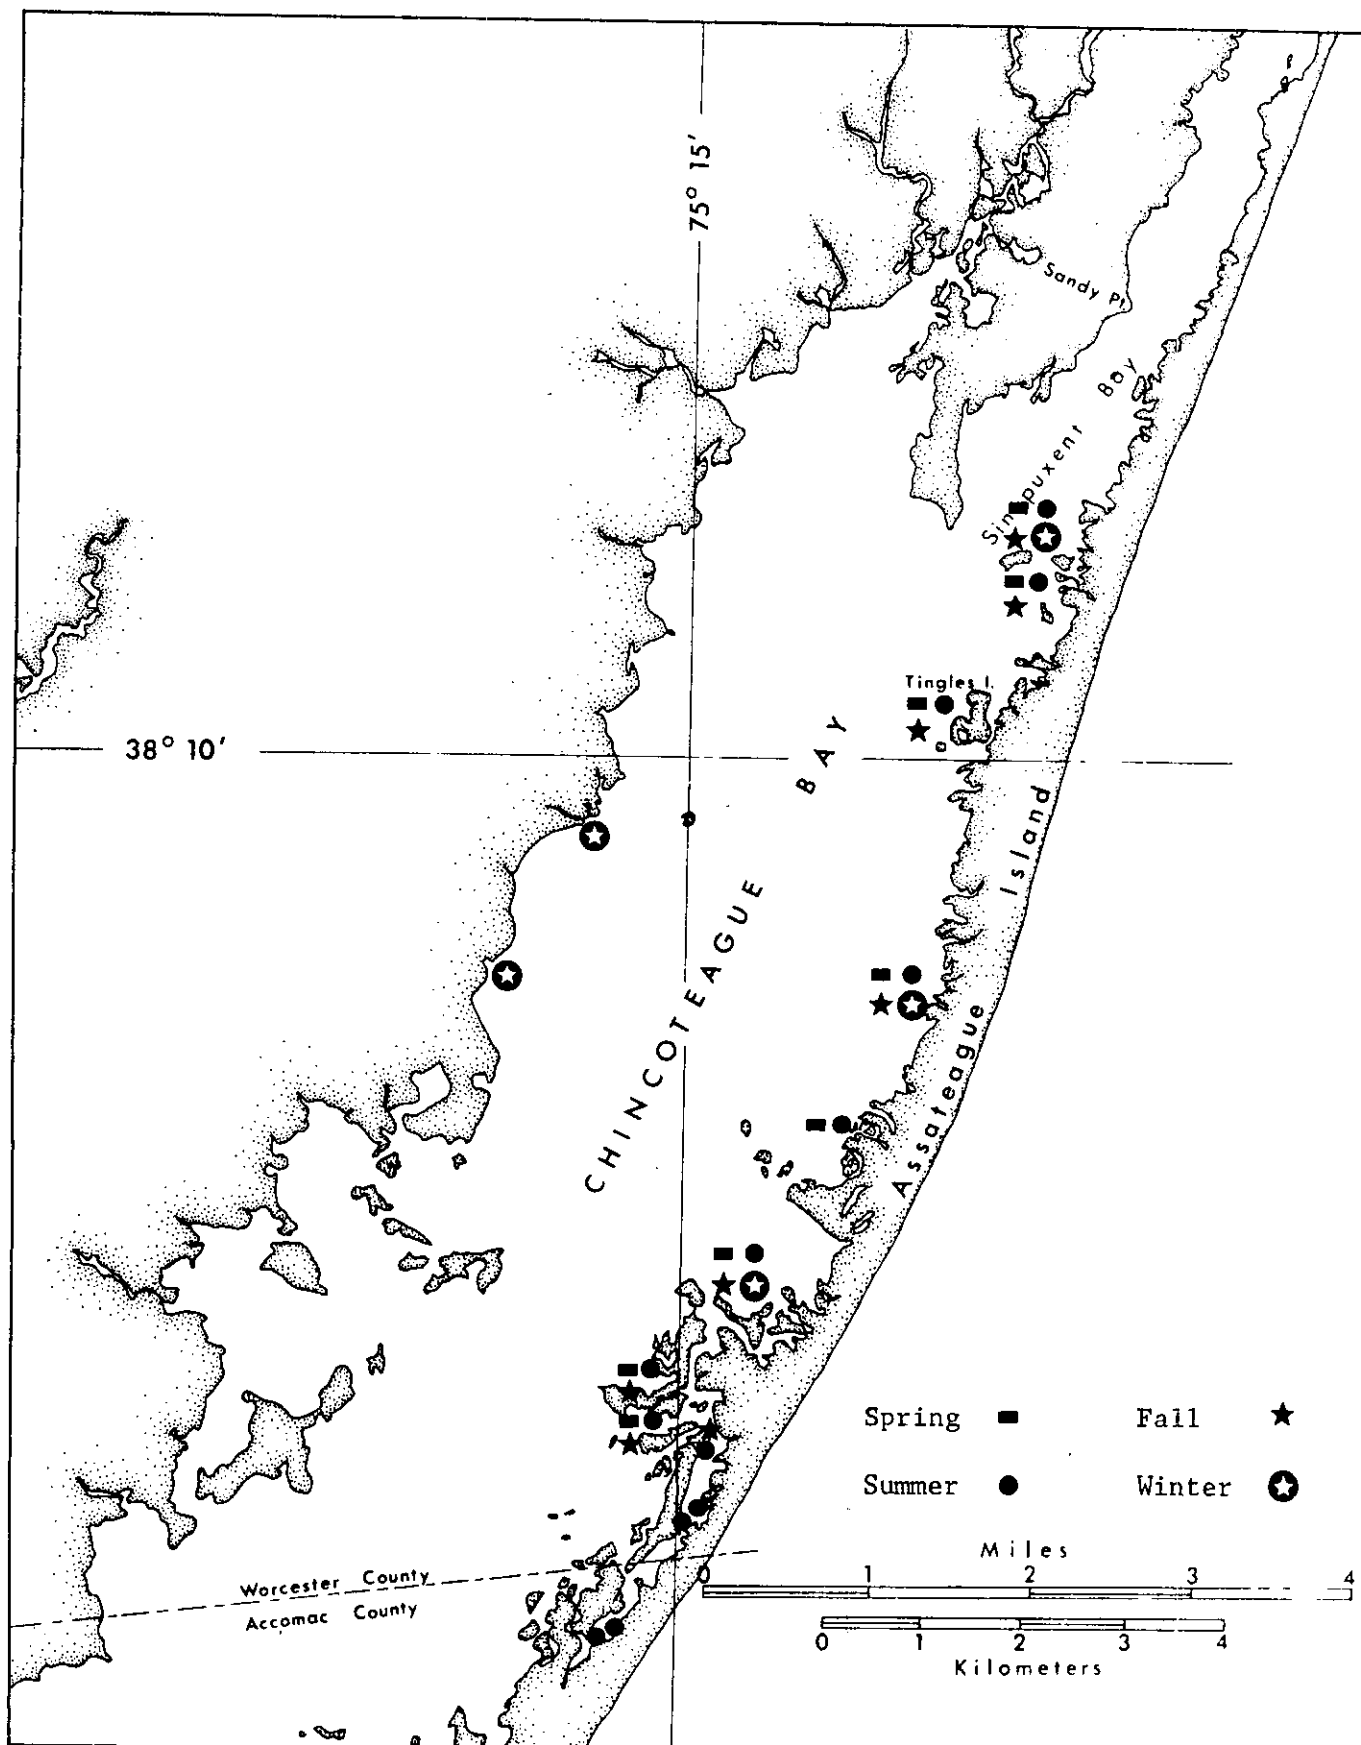 75° 15'
Sandy Pt.
Sinepuxent Bay
Tingles I.
38° 10'
CHINCOTEAGUE BAY
Assateague Island
Spring Fall
Summer Winter
Miles
0 1 2 3 4
0 1 2 3 4
Kilometers
Worcester County
Accomac County